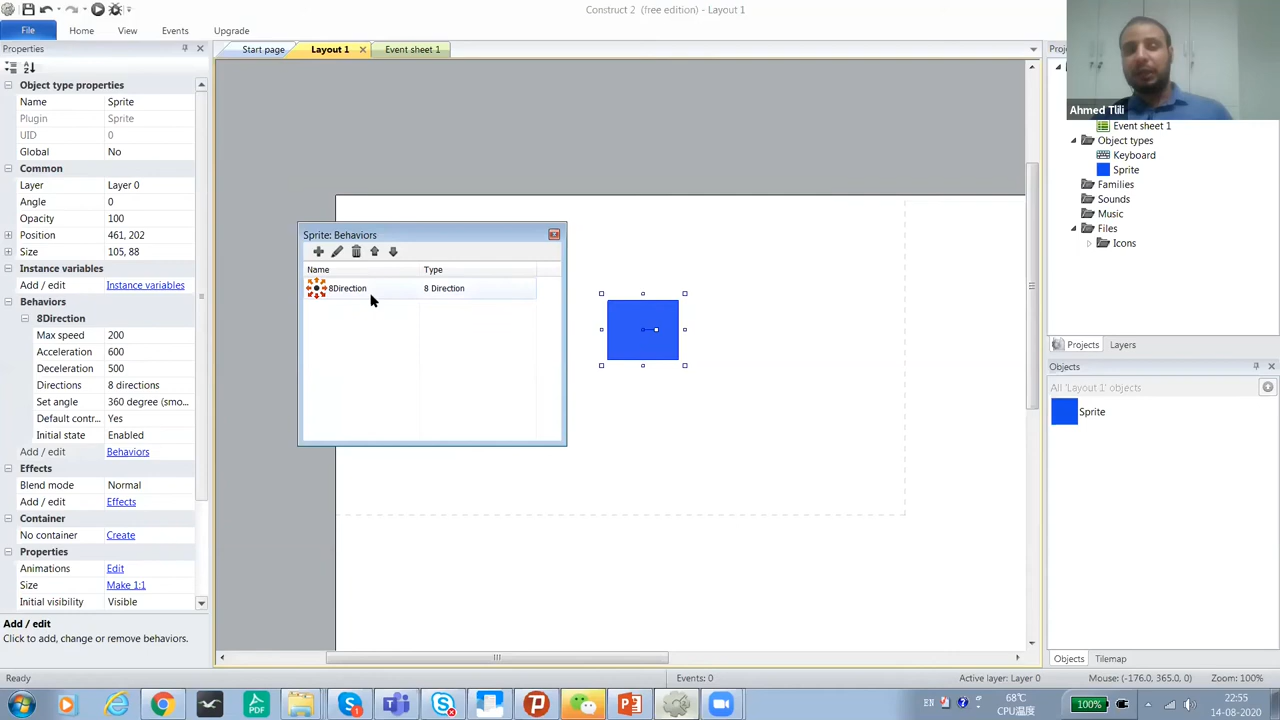 Construct 2 (free edition) - Layout 1
File
Home
View
Events
Upgrade
Properties
Start page
Layout 1
Event sheet 1
Object type properties
Name Sprite
Plugin Sprite
UID 0
Global No
Common
Layer Layer 0
Angle 0
Opacity 100
Position 461, 202
Size 105, 88
Instance variables
Add / edit Instance variables
Behaviors
8Direction
Max speed 200
Acceleration 600
Deceleration 500
Directions 8 directions
Set angle 360 degree (smo...
Default contr... Yes
Initial state Enabled
Add / edit Behaviors
Effects
Blend mode Normal
Add / edit Effects
Container
No container Create
Properties
Animations Edit
Size Make 1:1
Initial visibility Visible
Add / edit
Click to add, change or remove behaviors.
Sprite: Behaviors
Name Type
8Direction 8 Direction
Ahmed Tlili
Event sheet 1
Object types
Keyboard
Sprite
Families
Sounds
Music
Files
Icons
Projects
Layers
Objects
All 'Layout 1' objects
Sprite
Objects
Tilemap
Ready
Events: 0
Active layer: Layer 0
Mouse: (-176.0, 365.0, 0)
Zoom: 100%
PDF
EN
68℃
CPU温度
100%
22:55
14-08-2020